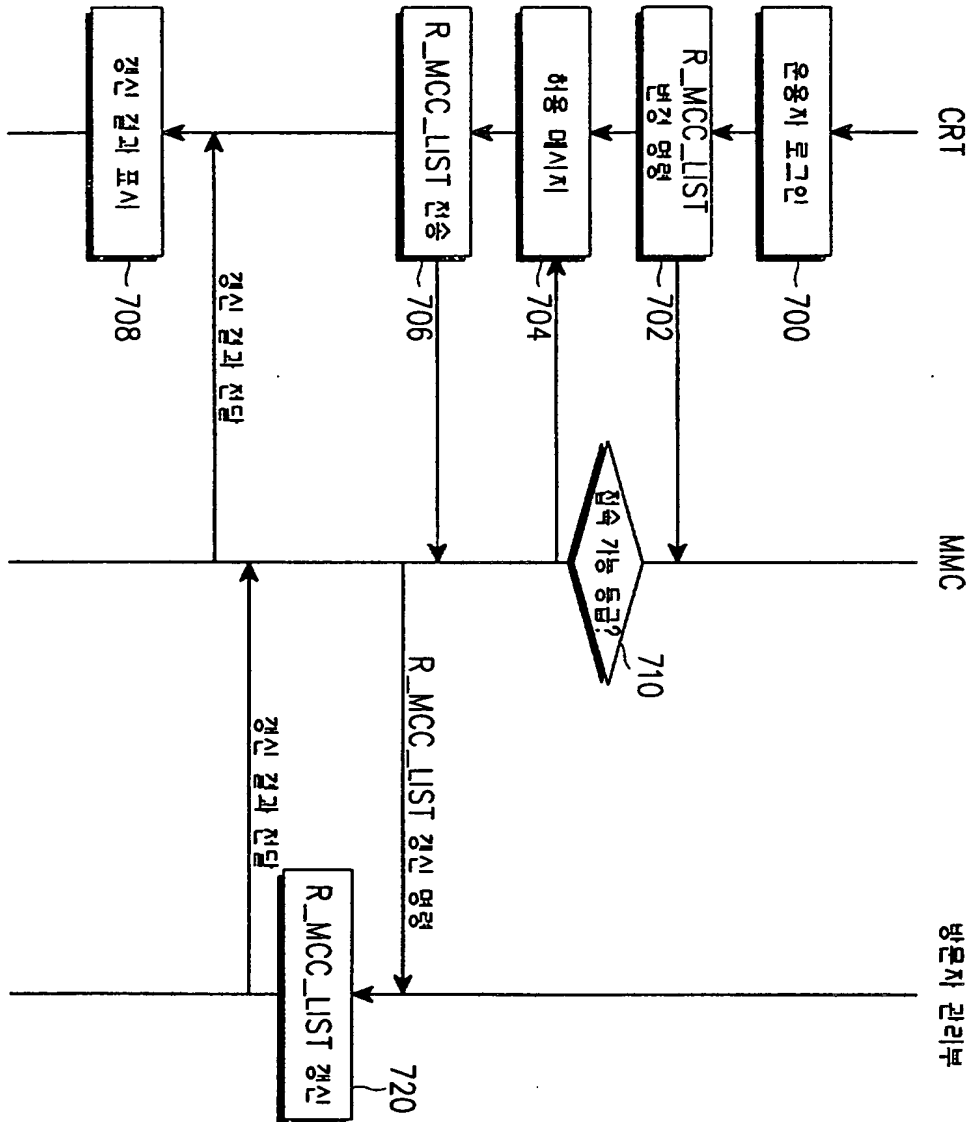 CRT
MMC
방문자 관리부
운용자 로그인
700
R_MCC_LIST
변경 명령
702
접속 가능 등급?
710
허용 메시지
704
R_MCC_LIST 전송
706
R_MCC_LIST 갱신 명령
R_MCC_LIST 갱신
720
갱신 결과 전달
갱신 결과 전달
갱신 결과 표시
708